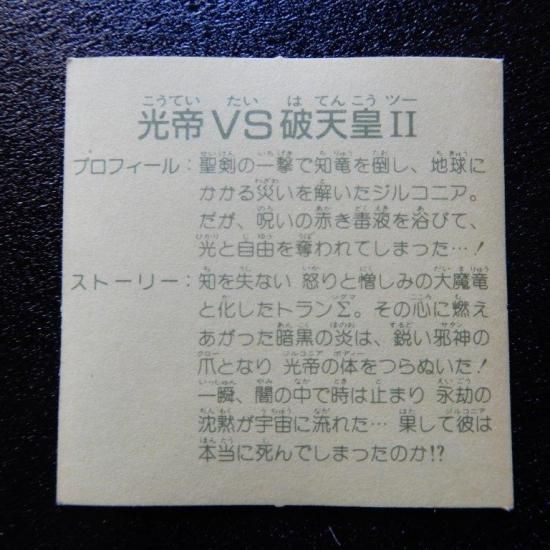 光帝VS破天皇II
プロフィール:聖剣の一撃で知竜を倒し、地球に
かかる災いを解いたジルコニア。
だが、呪いの赤き毒液を浴びて、
光と自由を奪われてしまった…!
ストーリー:知を失ない 怒りと憎しみの大魔竜
と化したトランΣ。その心に燃え
あがった暗黒の炎は、鋭い邪神の
爪となり 光帝の体をつらぬいた!
一瞬、闇の中で時は止まり 永劫の
沈黙が宇宙に流れた… 果して彼は
本当に死んでしまったのか!?